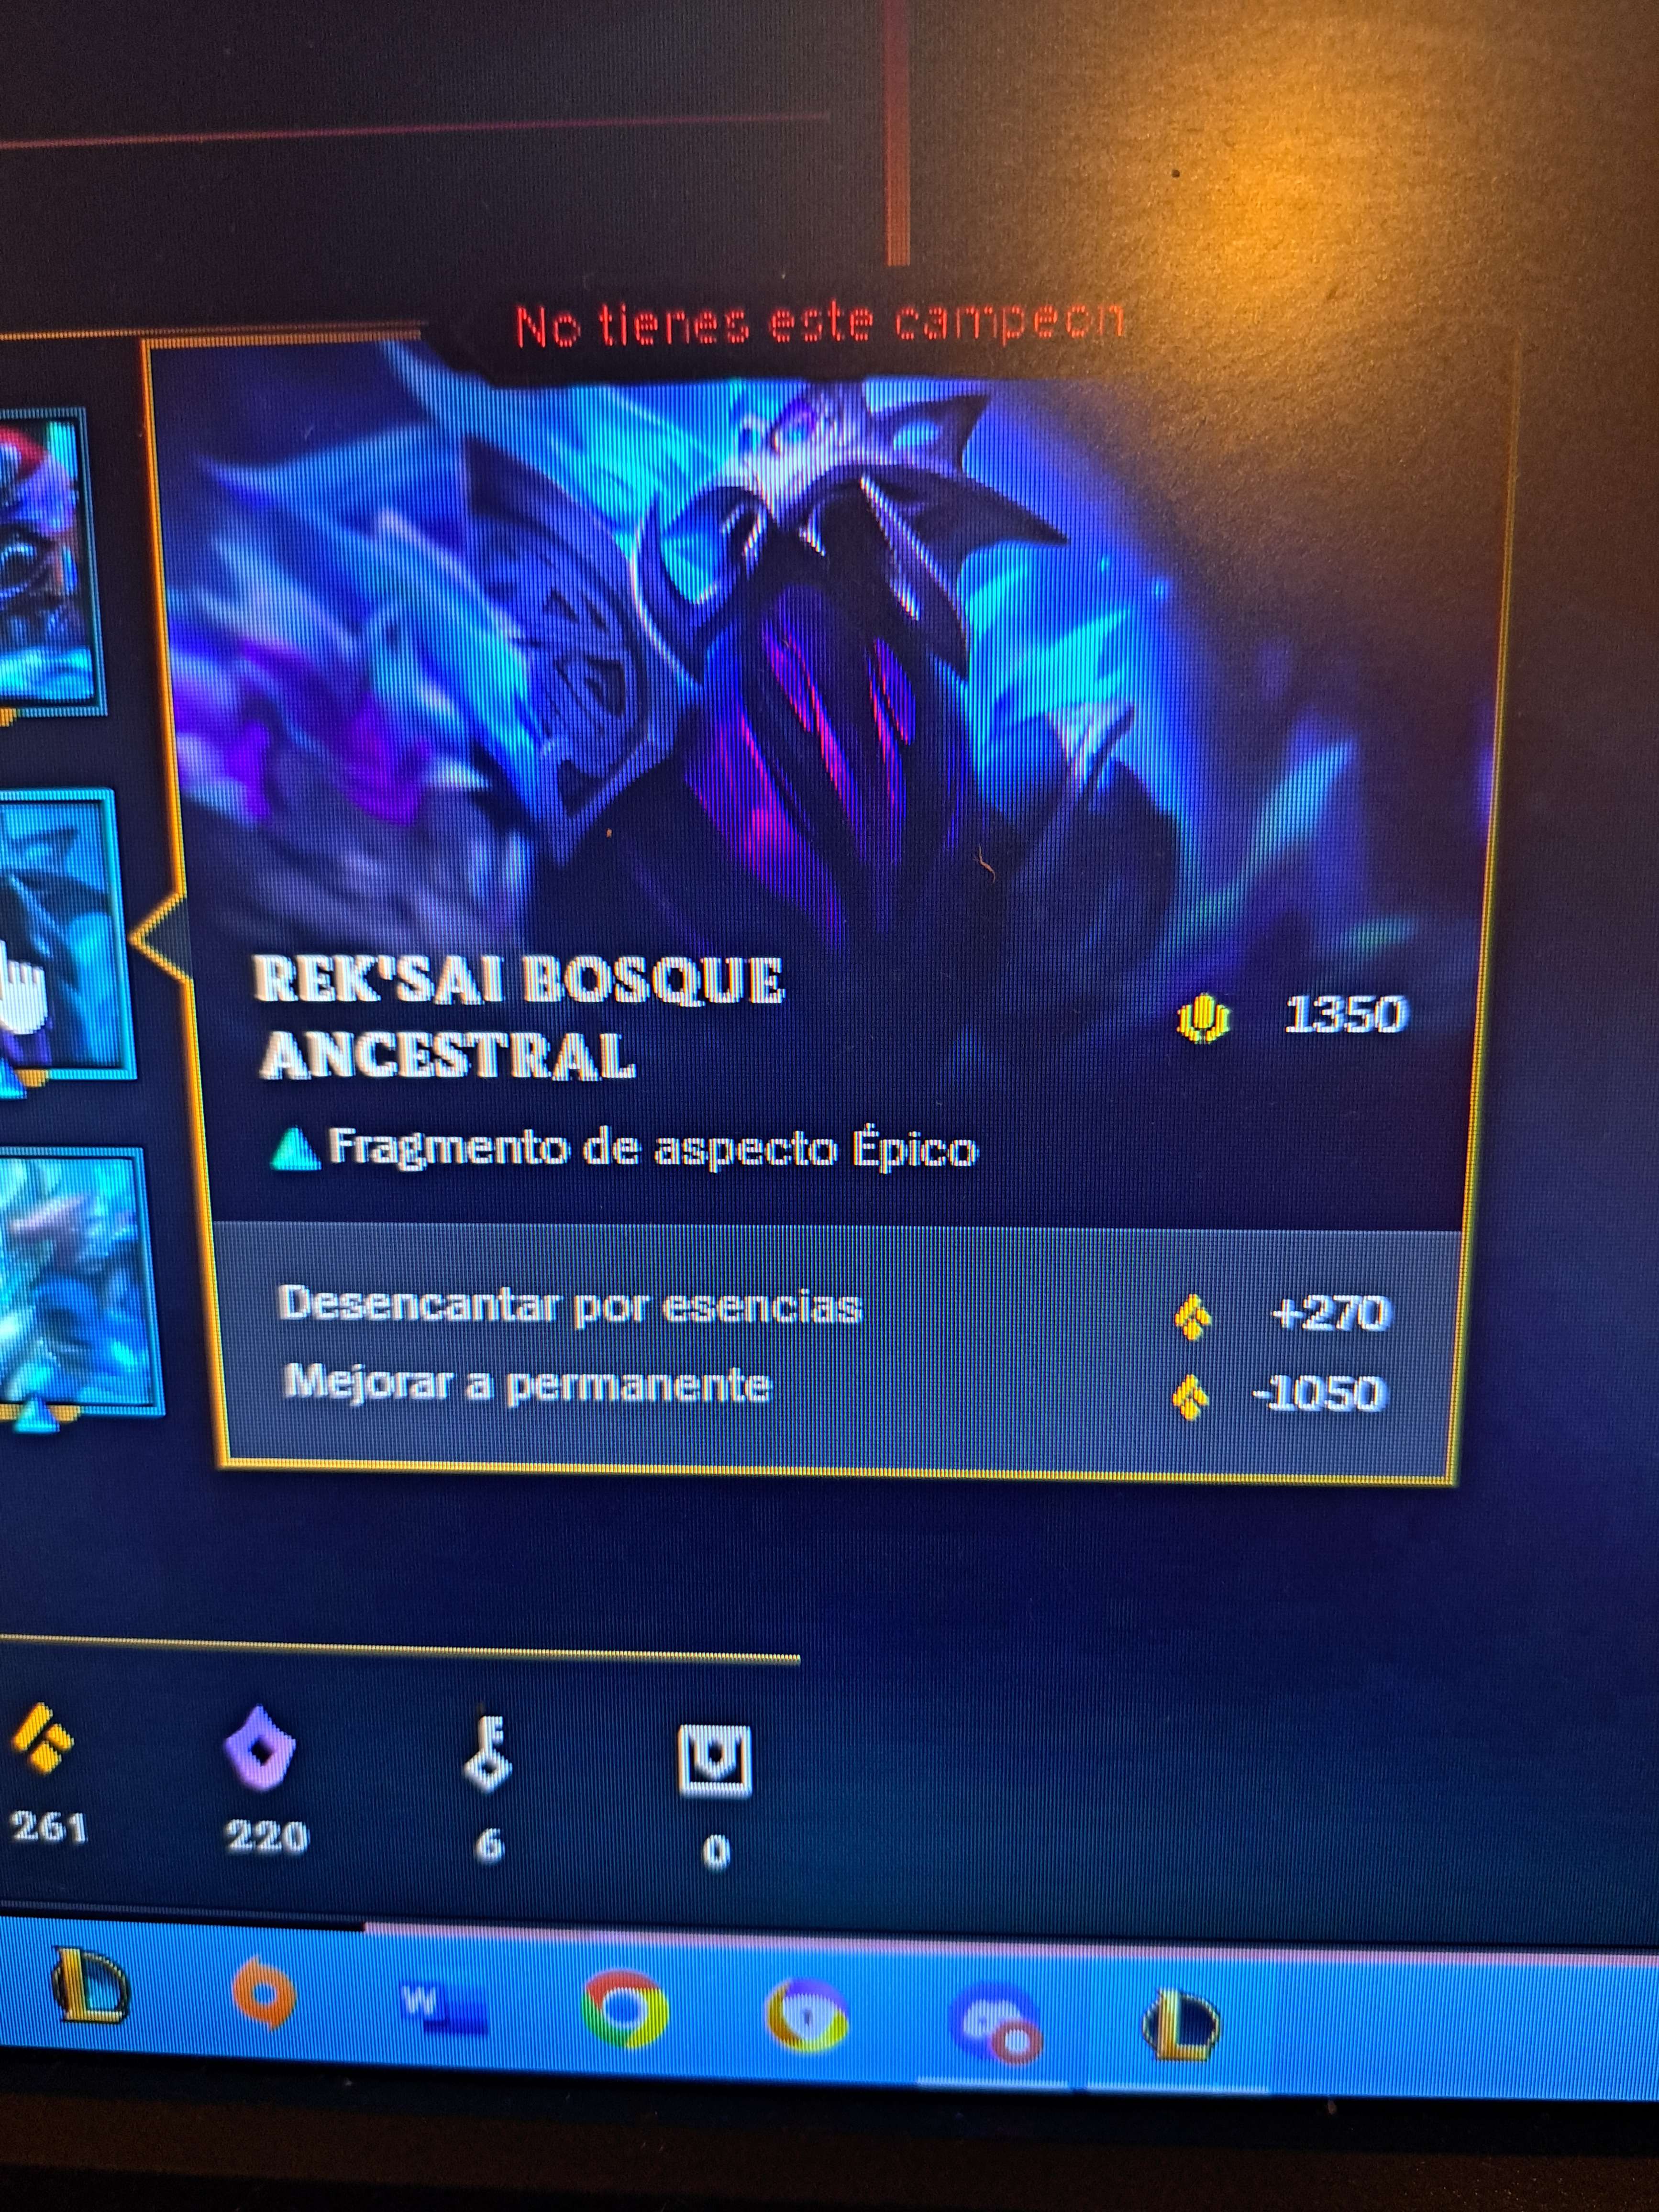 No tienes este campeon
REK'SAI BOSQUE
ANCESTRAL
1350
Fragmento de aspecto Épico
Desencantar por esencias +270
Mejorar a permanente -1050
261 220 6 0
W